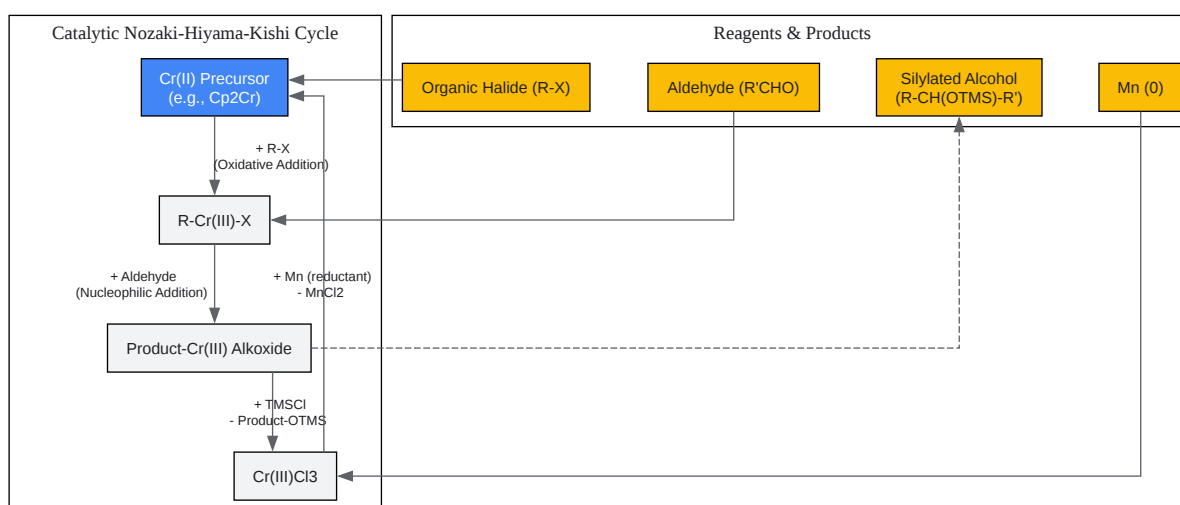 Catalytic Nozaki-Hiyama-Kishi Cycle
Reagents & Products
Cr(II) Precursor
(e.g., Cp2Cr)
Organic Halide (R-X)
Aldehyde (R'CHO)
Silylated Alcohol
(R-CH(OTMS)-R')
Mn (0)
+ R-X
(Oxidative Addition)
R-Cr(III)-X
+ Aldehyde
(Nucleophilic Addition)
+ Mn (reductant)
- MnCl2
Product-Cr(III) Alkoxide
+ TMSCl
- Product-OTMS
Cr(III)Cl3